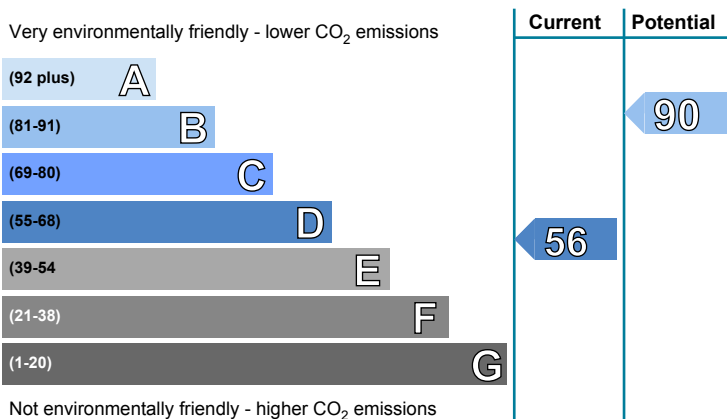 Current Potential
Very environmentally friendly - lower CO2 emissions
(92 plus) A
(81-91) B
90
(69-80) C
(55-68) D
56
(39-54 E
(21-38) F
(1-20) G
Not environmentally friendly - higher CO2 emissions